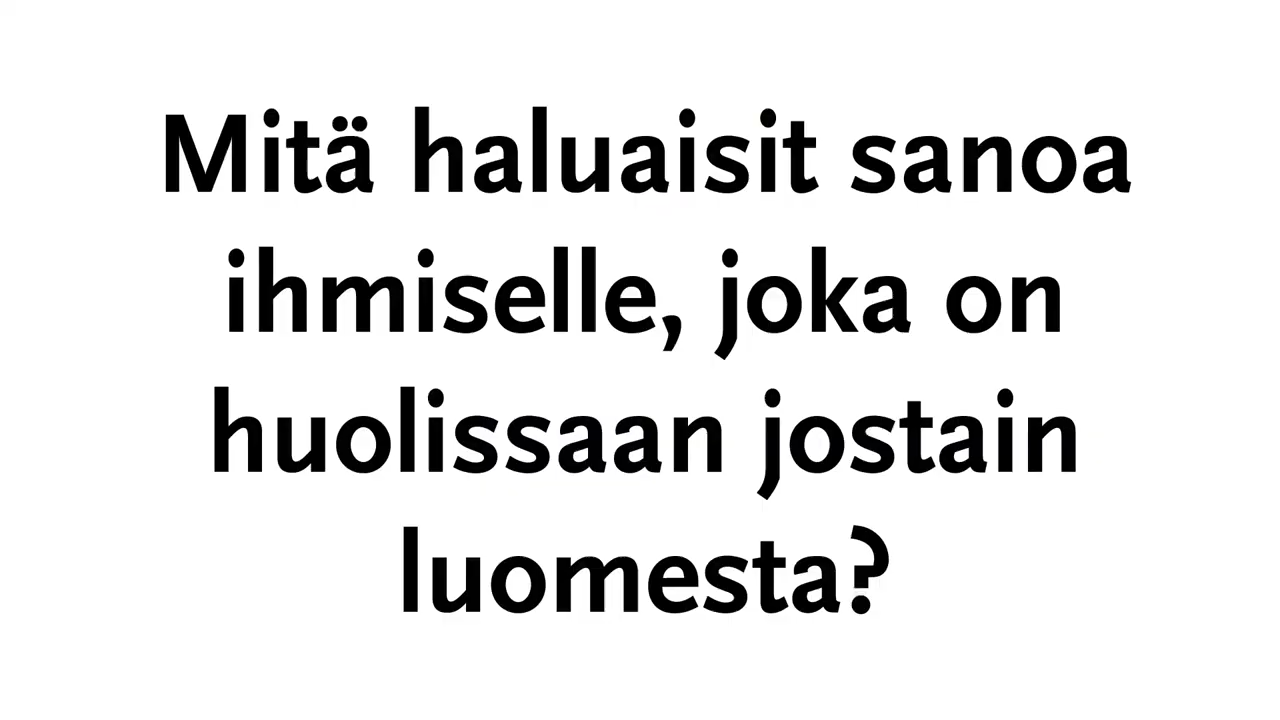 Mitä haluaisit sanoa
ihmiselle, joka on
huolissaan jostain
luomesta?